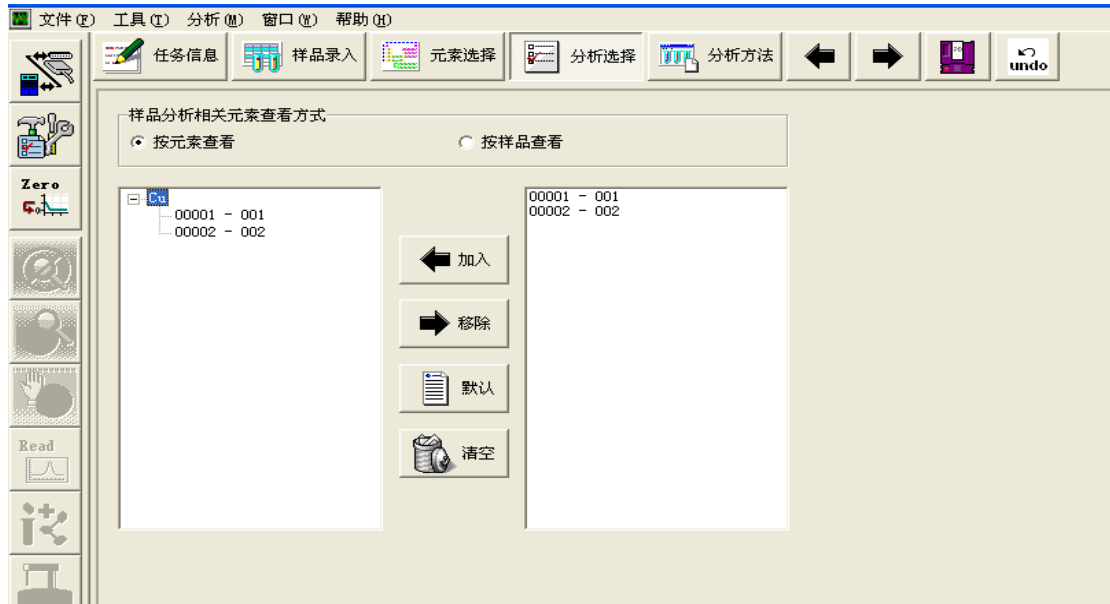 文件(F) 工具(T) 分析(M) 窗口(W) 帮助(H)
任务信息 样品录入 元素选择 分析选择 分析方法 undo
样品分析相关元素查看方式
按元素查看 按样品查看
Zero
Cu
00001 - 001
00002 - 002
00001 - 001
00002 - 002
加入
移除
默认
清空
Read